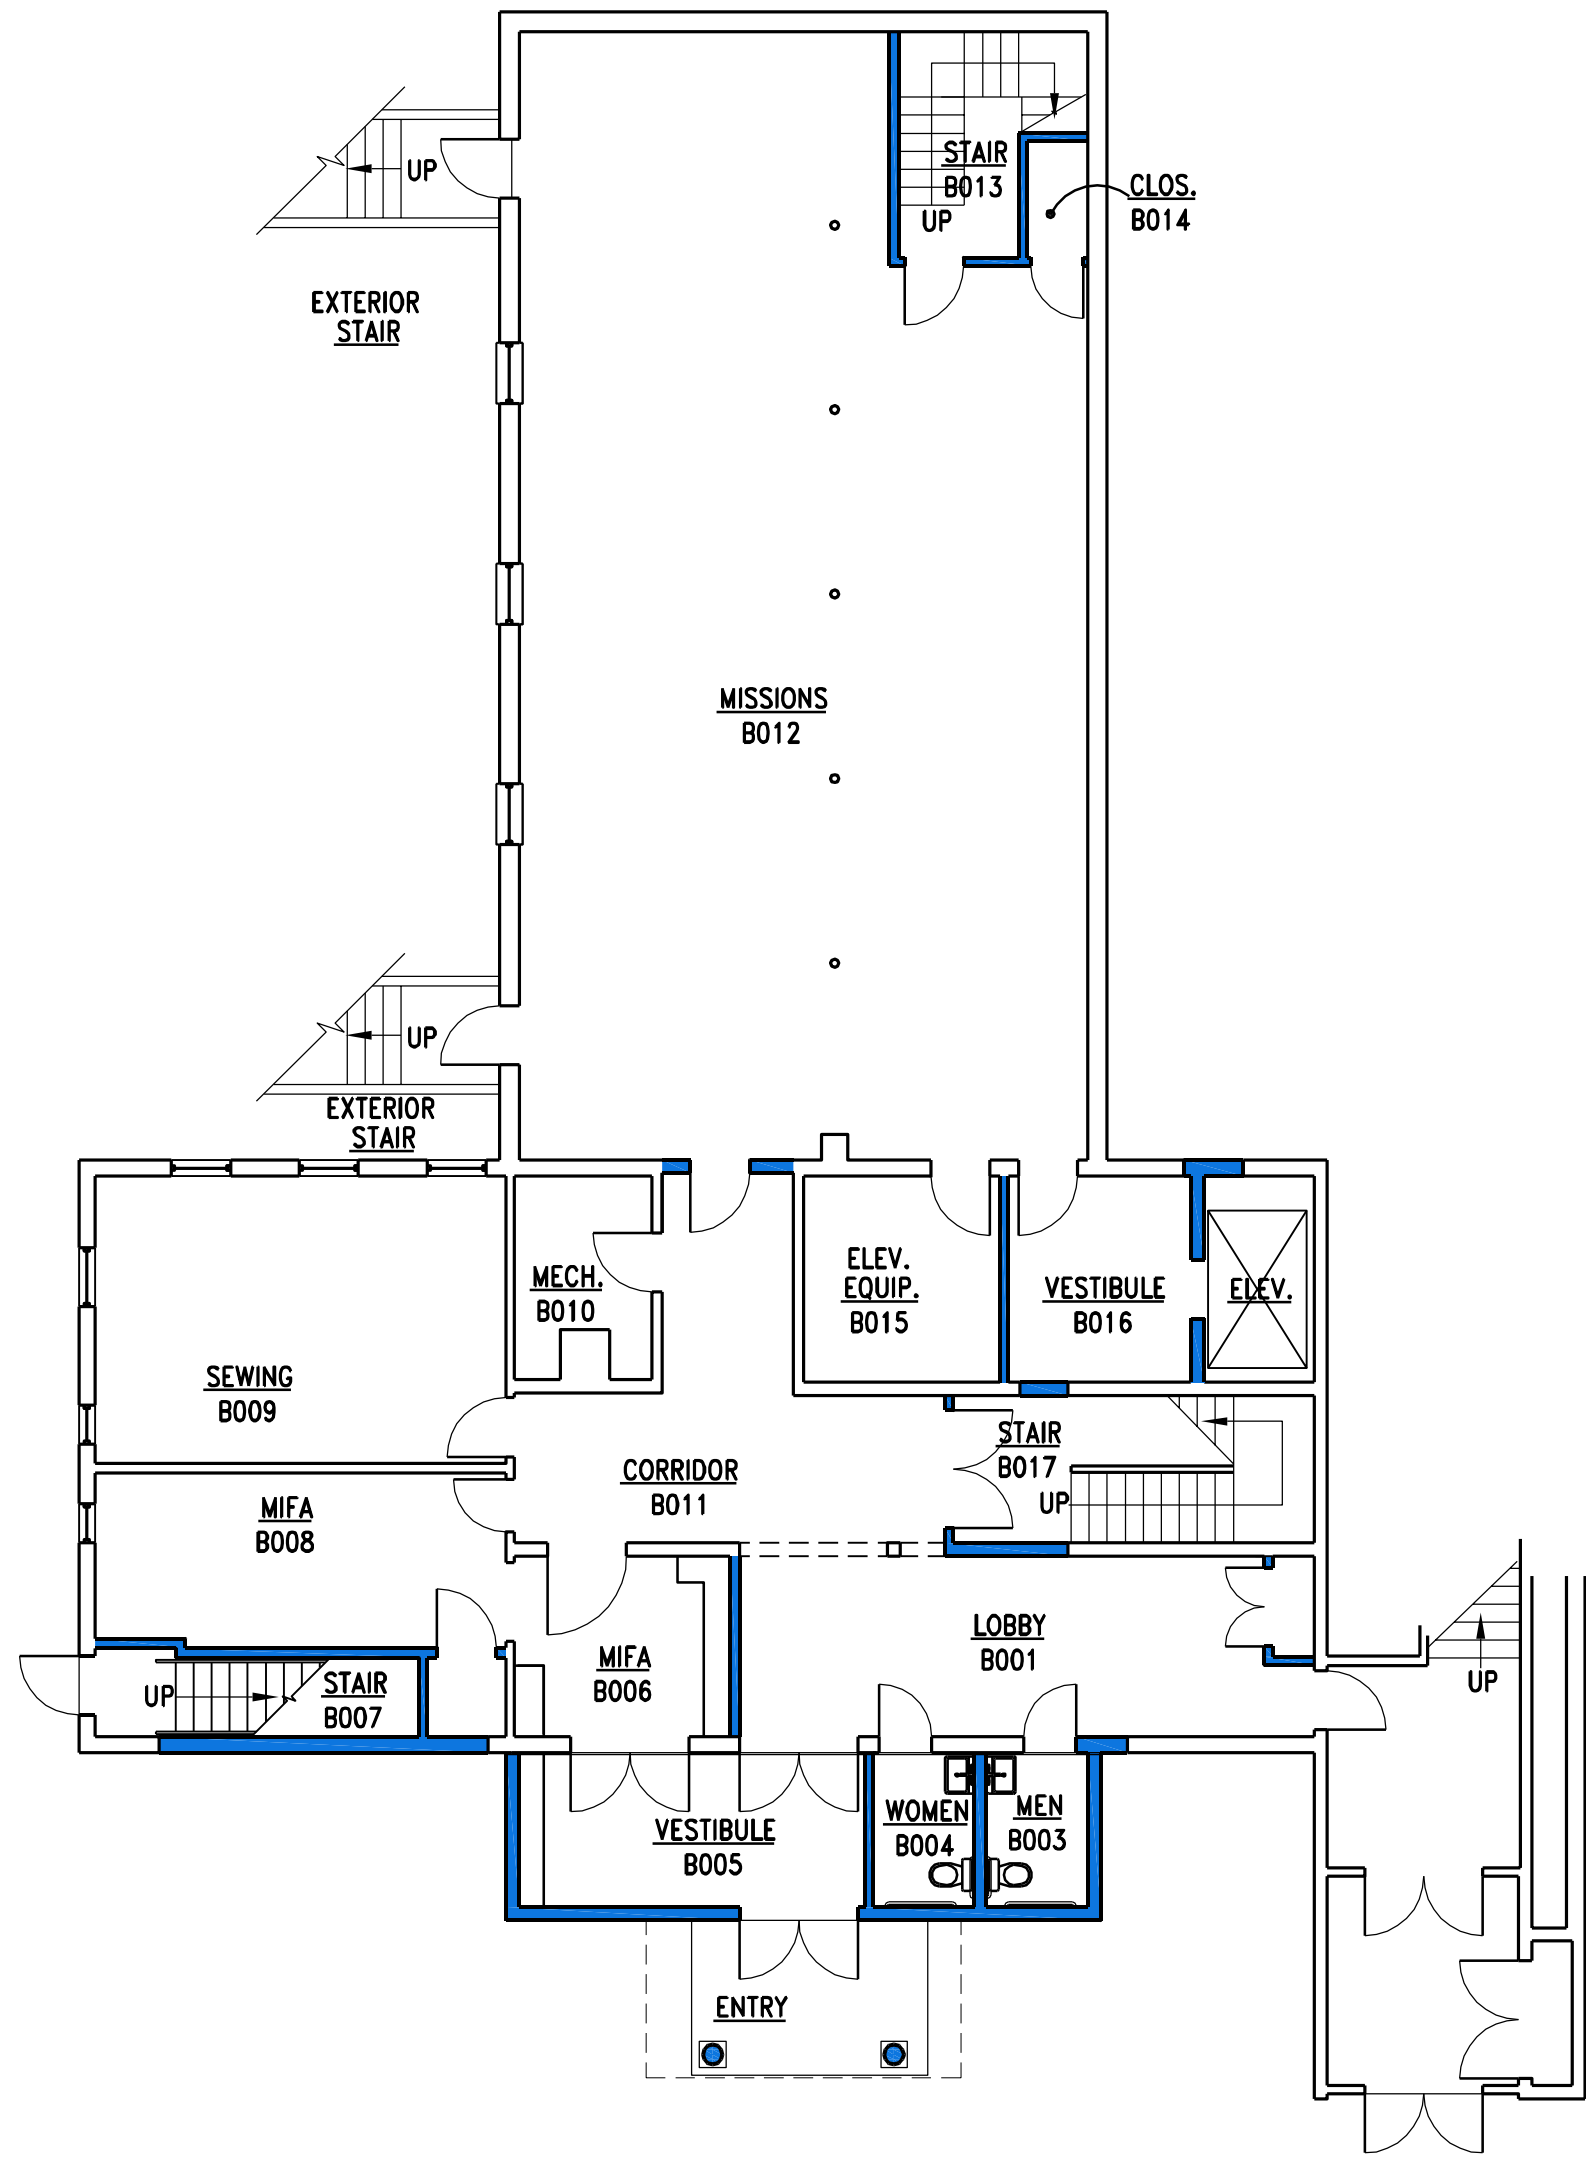 UP
STAIR
B013
UP
CLOS.
B014
EXTERIOR
STAIR
MISSIONS
B012
UP
EXTERIOR
STAIR
MECH.
B010
ELEV.
EQUIP.
B015
VESTIBULE
B016
ELEV.
SEWING
B009
CORRIDOR
B011
STAIR
B017
UP
MIFA
B008
LOBBY
B001
MIFA
B006
UP
STAIR
B007
UP
VESTIBULE
B005
WOMEN
B004
MEN
B003
ENTRY